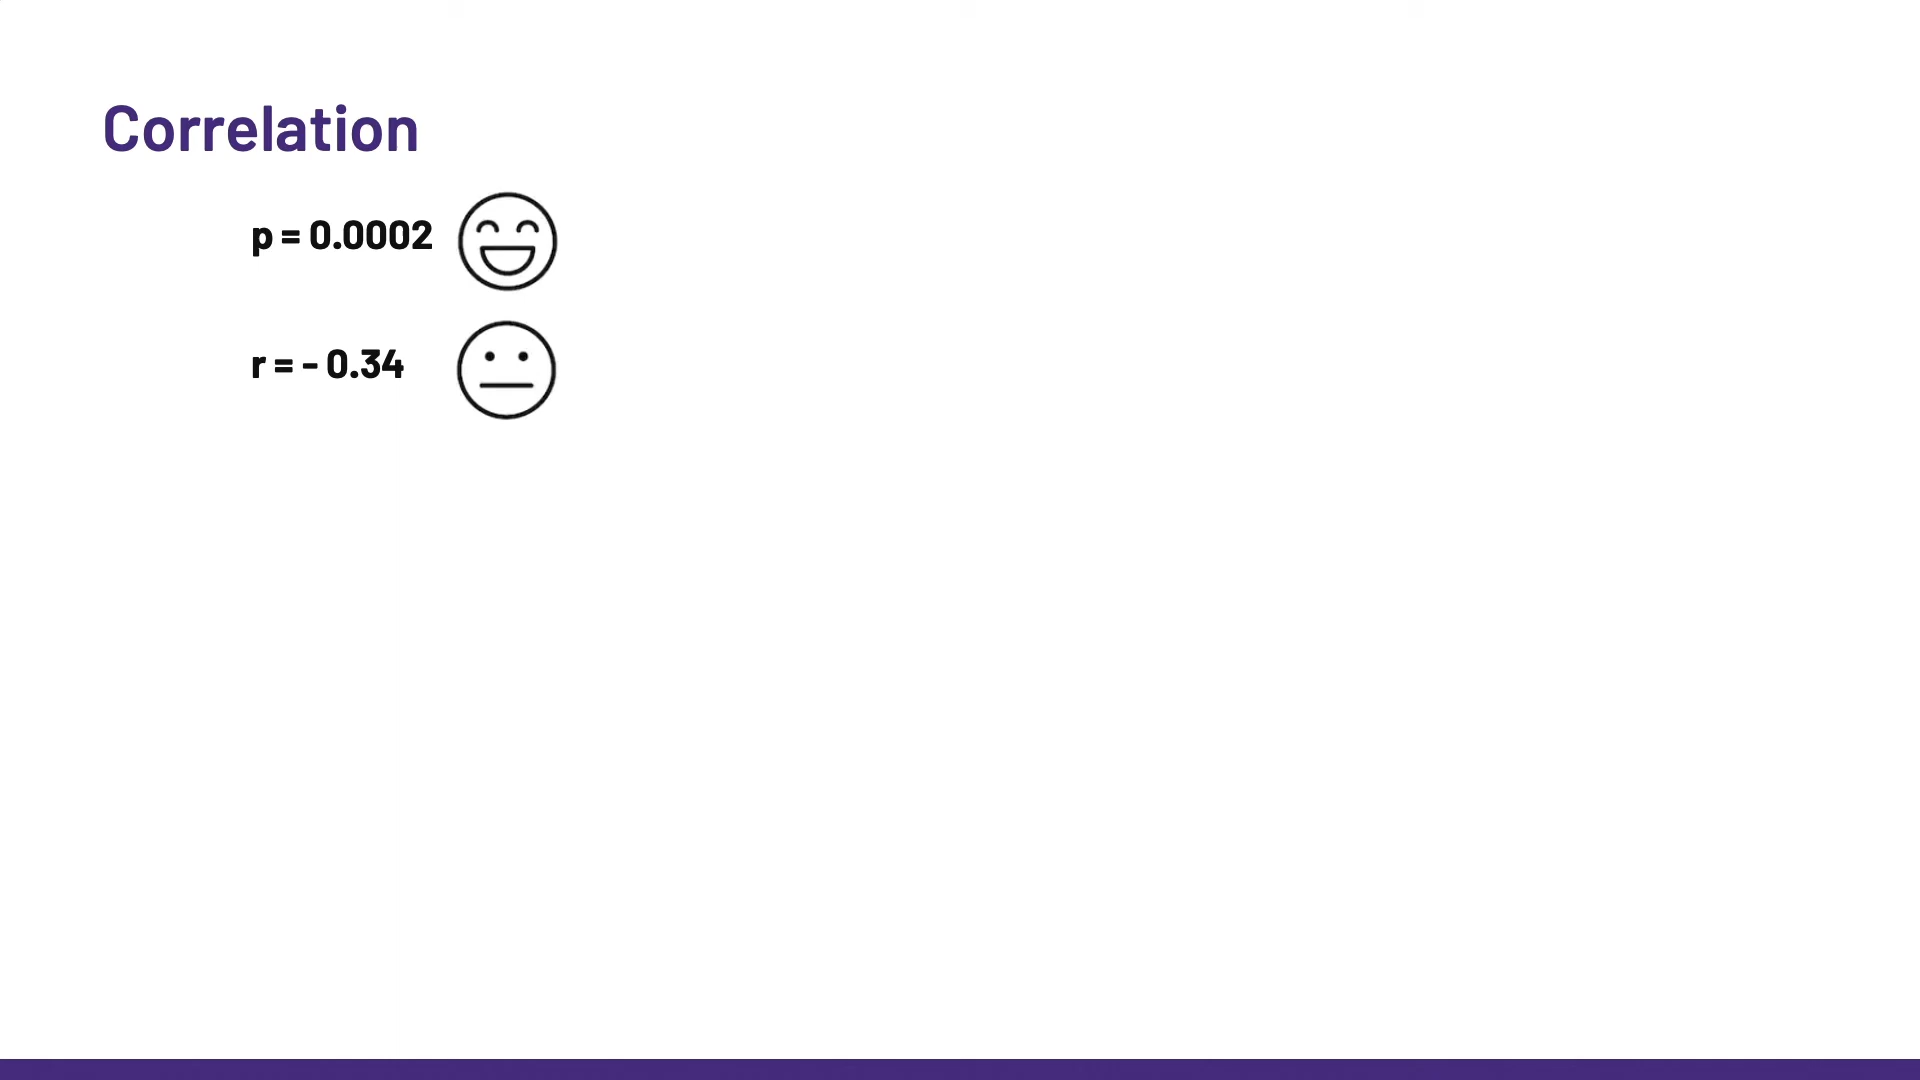 Correlation
p = 0.0002
r = - 0.34